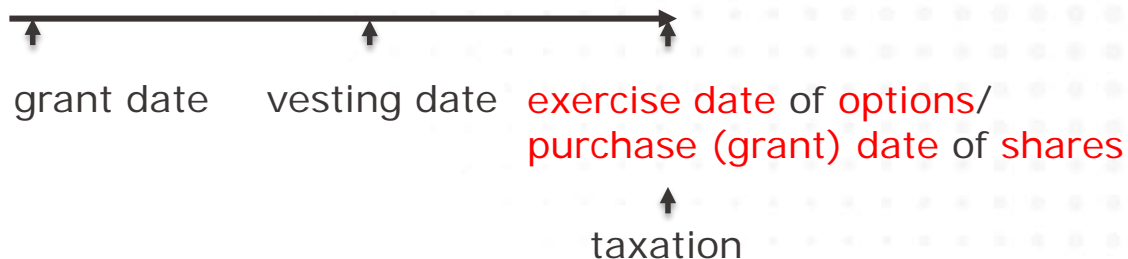 grant date vesting date exercise date of options/
purchase (grant) date of shares
taxation